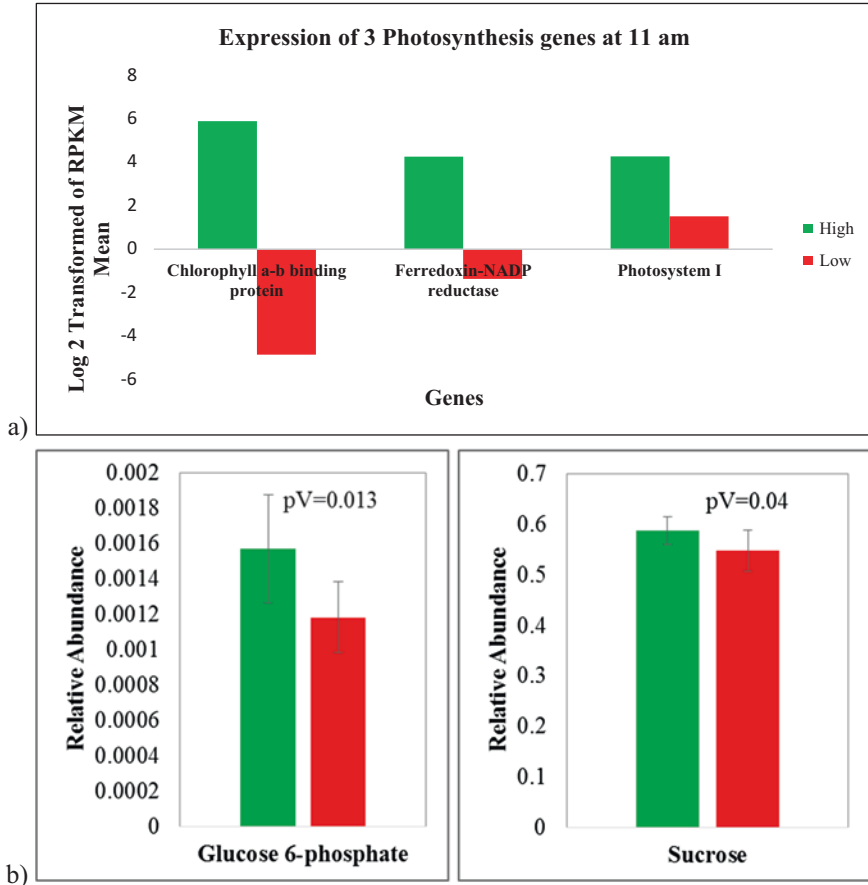 Expression of 3 Photosynthesis genes at 11 am
Log 2 Transformed of RPKM
Mean
8
6
4
2
0
-2
-4
-6
Chlorophyll a-b binding
protein
Ferredoxin-NADP
reductase
Photosystem I
High
Low
Genes
a)
Relative Abundance
0.002
0.0018
0.0016
0.0014
0.0012
0.001
0.0008
0.0006
0.0004
0.0002
0
pV=0.013
Glucose 6-phosphate
Relative Abundance
0.7
0.6
0.5
0.4
0.3
0.2
0.1
0
pV=0.04
Sucrose
b)